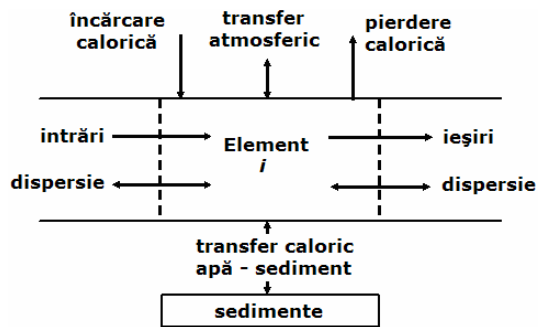 încărcare
calorică
transfer
atmosferic
pierdere
calorică
intrări
Element
i
ieşiri
dispersie
dispersie
transfer caloric
apă - sediment
sedimente